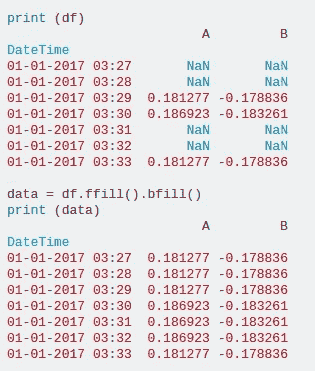 print (df)
                         A         B
DateTime
01-01-2017 03:27       NaN       NaN
01-01-2017 03:28       NaN       NaN
01-01-2017 03:29  0.181277 -0.178836
01-01-2017 03:30  0.186923 -0.183261
01-01-2017 03:31       NaN       NaN
01-01-2017 03:32       NaN       NaN
01-01-2017 03:33  0.181277 -0.178836

data = df.ffill().bfill()
print (data)
                         A         B
DateTime
01-01-2017 03:27  0.181277 -0.178836
01-01-2017 03:28  0.181277 -0.178836
01-01-2017 03:29  0.181277 -0.178836
01-01-2017 03:30  0.186923 -0.183261
01-01-2017 03:31  0.186923 -0.183261
01-01-2017 03:32  0.186923 -0.183261
01-01-2017 03:33  0.181277 -0.178836